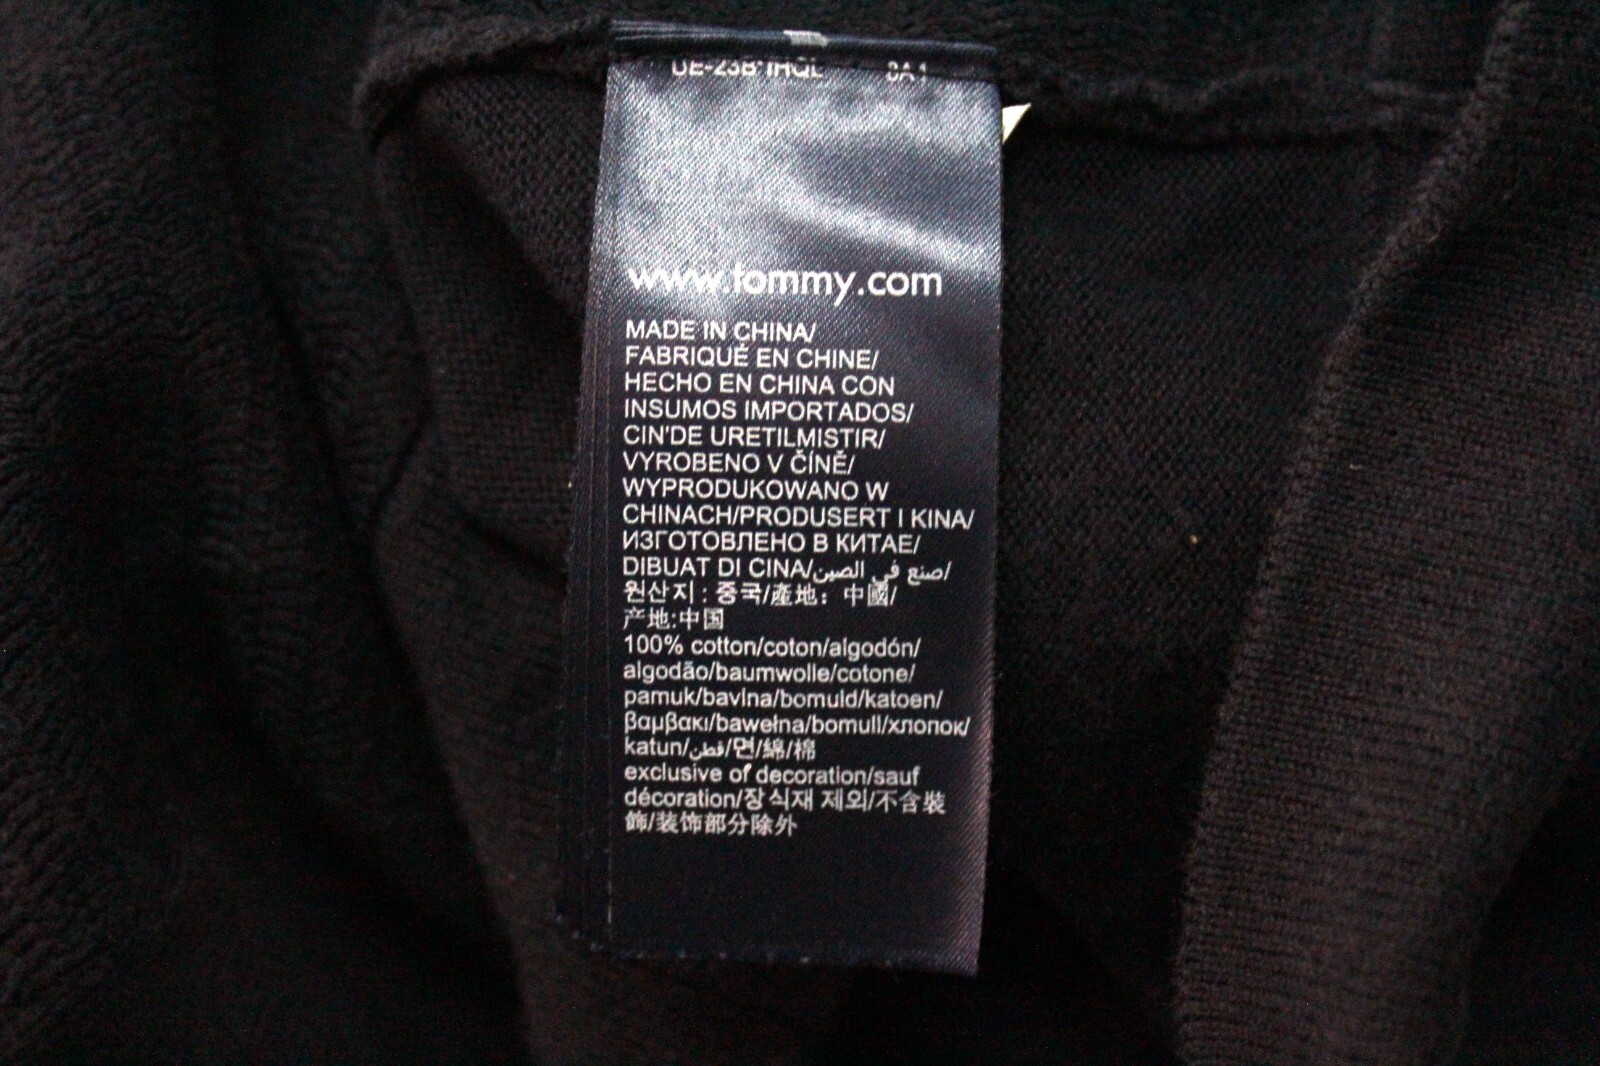 www.tommy.com
MADE IN CHINA/
FABRIQUÉ EN CHINE/
HECHO EN CHINA CON
INSUMOS IMPORTADOS/
CIN'DE URETILMISTIR/
VYROBENO V ČÍNĚ/
WYPRODUKOWANO W
CHINACH/PRODUSERT I KINA/
ИЗГОТОВЛЕНО В КИТАЕ/
DIBUAT DI CINA/صنع في الصين/
원산지 : 중국/產地：中國/
产地:中国
100% cotton/coton/algodón/
algodão/baumwolle/cotone/
pamuk/bavlna/bomuld/katoen/
βαμβακι/bawełna/bomull/хлопок/
katun/قطن/면/綿/棉
exclusive of decoration/sauf
décoration/장식재 제외/不含裝
飾/装饰部分除外